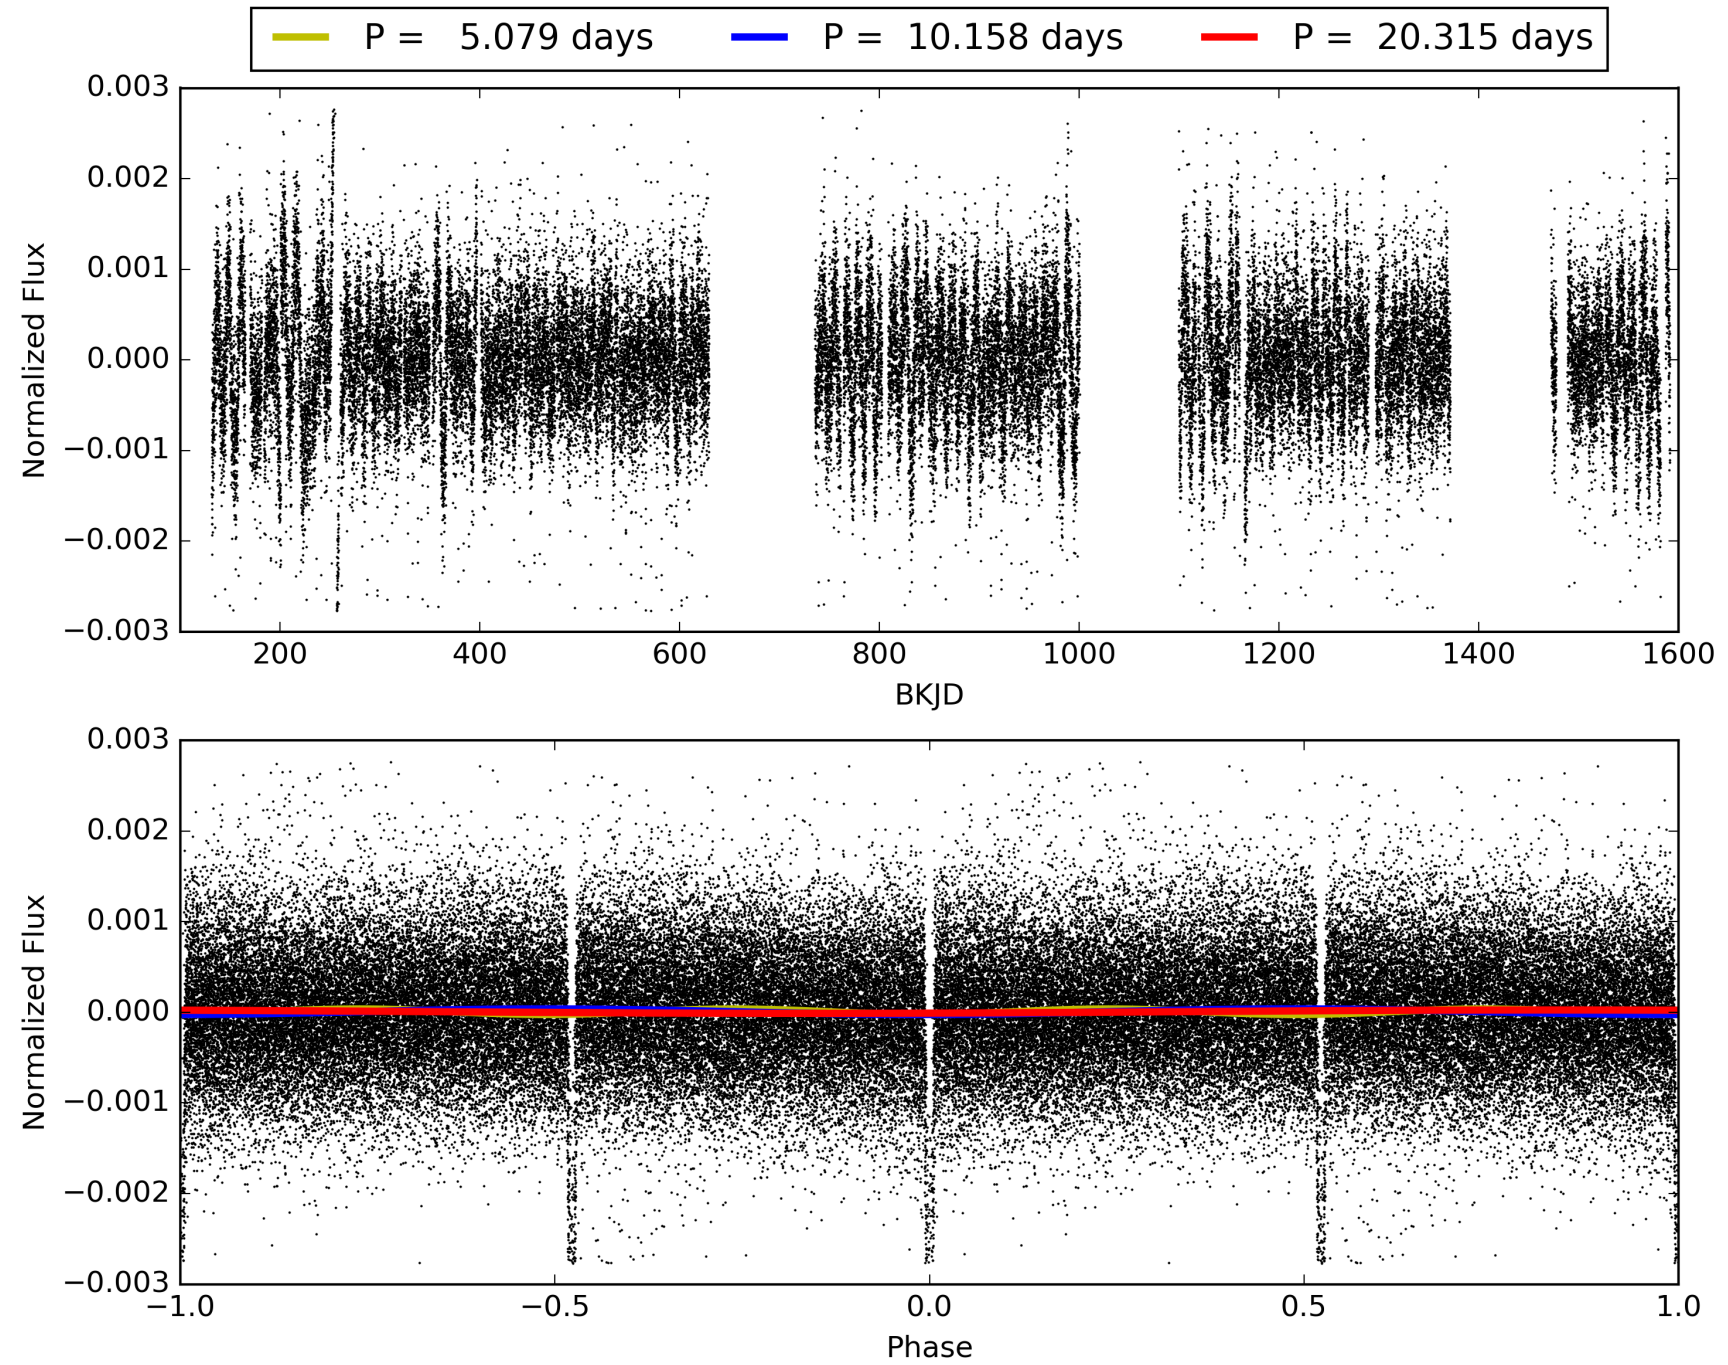 P = 5.079 days P = 10.158 days P = 20.315 days
0.003
0.002
0.001
0.000
−0.001
−0.002
−0.003
Normalized Flux
200 400 600 800 1000 1200 1400 1600
BKJD
0.003
0.002
0.001
0.000
−0.001
−0.002
−0.003
Normalized Flux
−1.0 −0.5 0.0 0.5 1.0
Phase